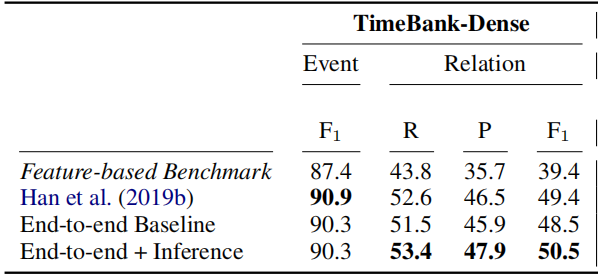 TimeBank-Dense
Event Relation
F1 R P F1
Feature-based Benchmark 87.4 43.8 35.7 39.4
Han et al. (2019b) 90.9 52.6 46.5 49.4
End-to-end Baseline 90.3 51.5 45.9 48.5
End-to-end + Inference 90.3 53.4 47.9 50.5